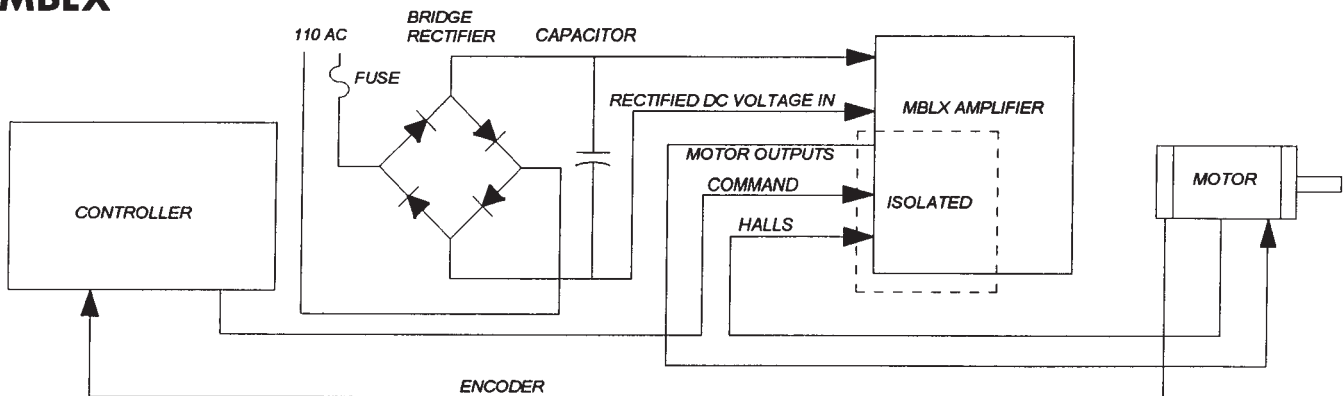 MBLX
110 AC
FUSE
BRIDGE
RECTIFIER
CAPACITOR
RECTIFIED DC VOLTAGE IN
MBLX AMPLIFIER
MOTOR OUTPUTS
COMMAND
ISOLATED
HALLS
CONTROLLER
MOTOR
ENCODER